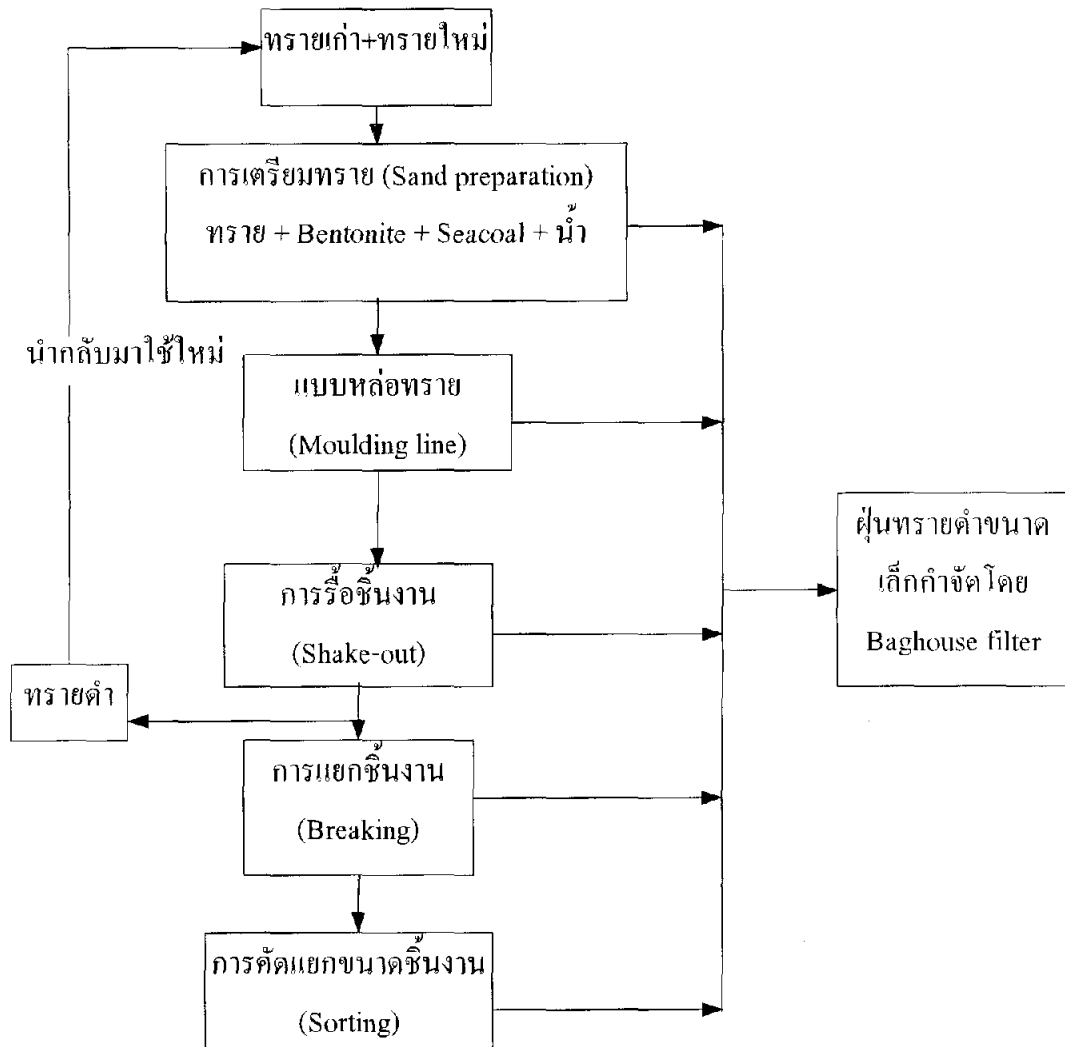 ทรายเก่า+ทรายใหม่
การเตรียมทราย (Sand preparation)
ทราย + Bentonite + Seacoal + น้ำ
นำกลับมาใช้ใหม่
แบบหล่อทราย
(Moulding line)
ฝุ่นทรายดำขนาด
เล็กกำจัดโดย
Baghouse filter
การรื้อชิ้นงาน
(Shake-out)
ทรายดำ
การแยกชิ้นงาน
(Breaking)
การคัดแยกขนาดชิ้นงาน
(Sorting)